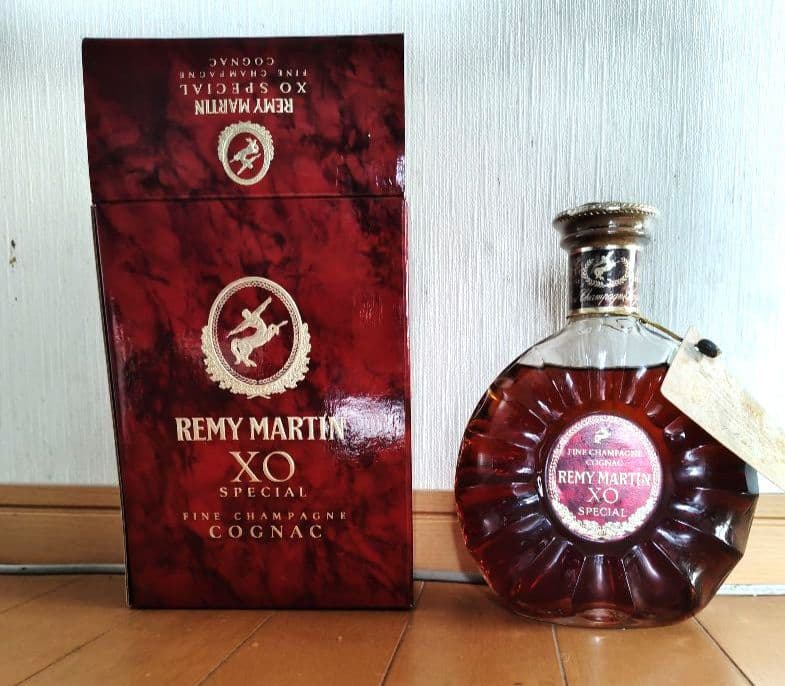 REMY MARTIN
XO SPECIAL
FINE CHAMPAGNE
COGNAC
REMY MARTIN
XO
SPECIAL
FINE CHAMPAGNE
COGNAC
Champagne
FINE CHAMPAGNE
COGNAC
REMY MARTIN
XO
SPECIAL